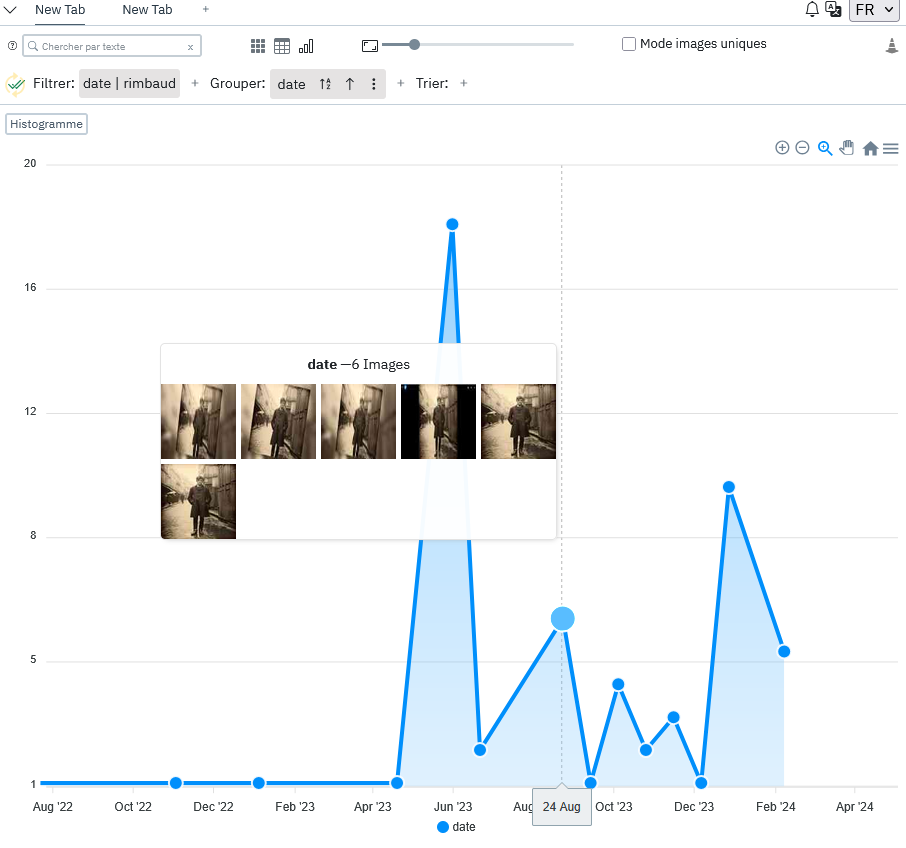 New Tab New Tab +
FR
Chercher par texte x
Mode images uniques
Filtrer: date | rimbaud + Grouper: date + Trier: +
Histogramme
20
16
date —6 Images
12
8
5
1
Aug '22 Oct '22 Dec '22 Feb '23 Apr '23 Jun '23 Aug 24 Aug Oct '23 Dec '23 Feb '24 Apr '24
date